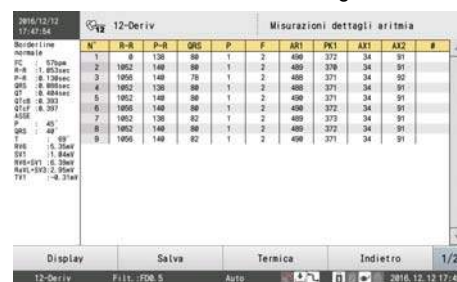 2016/12/12
17:47:54
12-Deriv
Misurazioni dettagli aritmia
Borderline
normale
FC : 57bpm
R-R :1.053sec
P-R :0.138sec
QRS :0.080sec
QT :0.404sec
QTcB :0.393
QTcF :0.397
ASSE
P : 45°
QRS : 40°
T : 69°
RV6 :5.35mV
SV1 :1.04mV
RV6+SV1 :6.39mV
RaVL+SV3:2.95mV
TV1 :-0.31mV
N° R-R P-R QRS P F AR1 PK1 AX1 AX2 #
1 0 138 80 1 2 490 372 34 91
2 1052 140 80 1 2 489 370 34 91
3 1056 140 78 1 2 488 371 34 92
4 1052 136 80 1 2 488 371 34 91
5 1052 140 80 1 2 490 371 34 91
6 1056 140 80 1 2 490 372 34 91
7 1052 138 82 1 2 489 373 34 91
8 1052 140 80 1 2 489 372 34 91
9 1056 140 82 1 2 490 371 34 91
Display Salva Termica Indietro 1/2
12-Deriv Filt.:FD0.5 Auto 2016.12.12 17:4